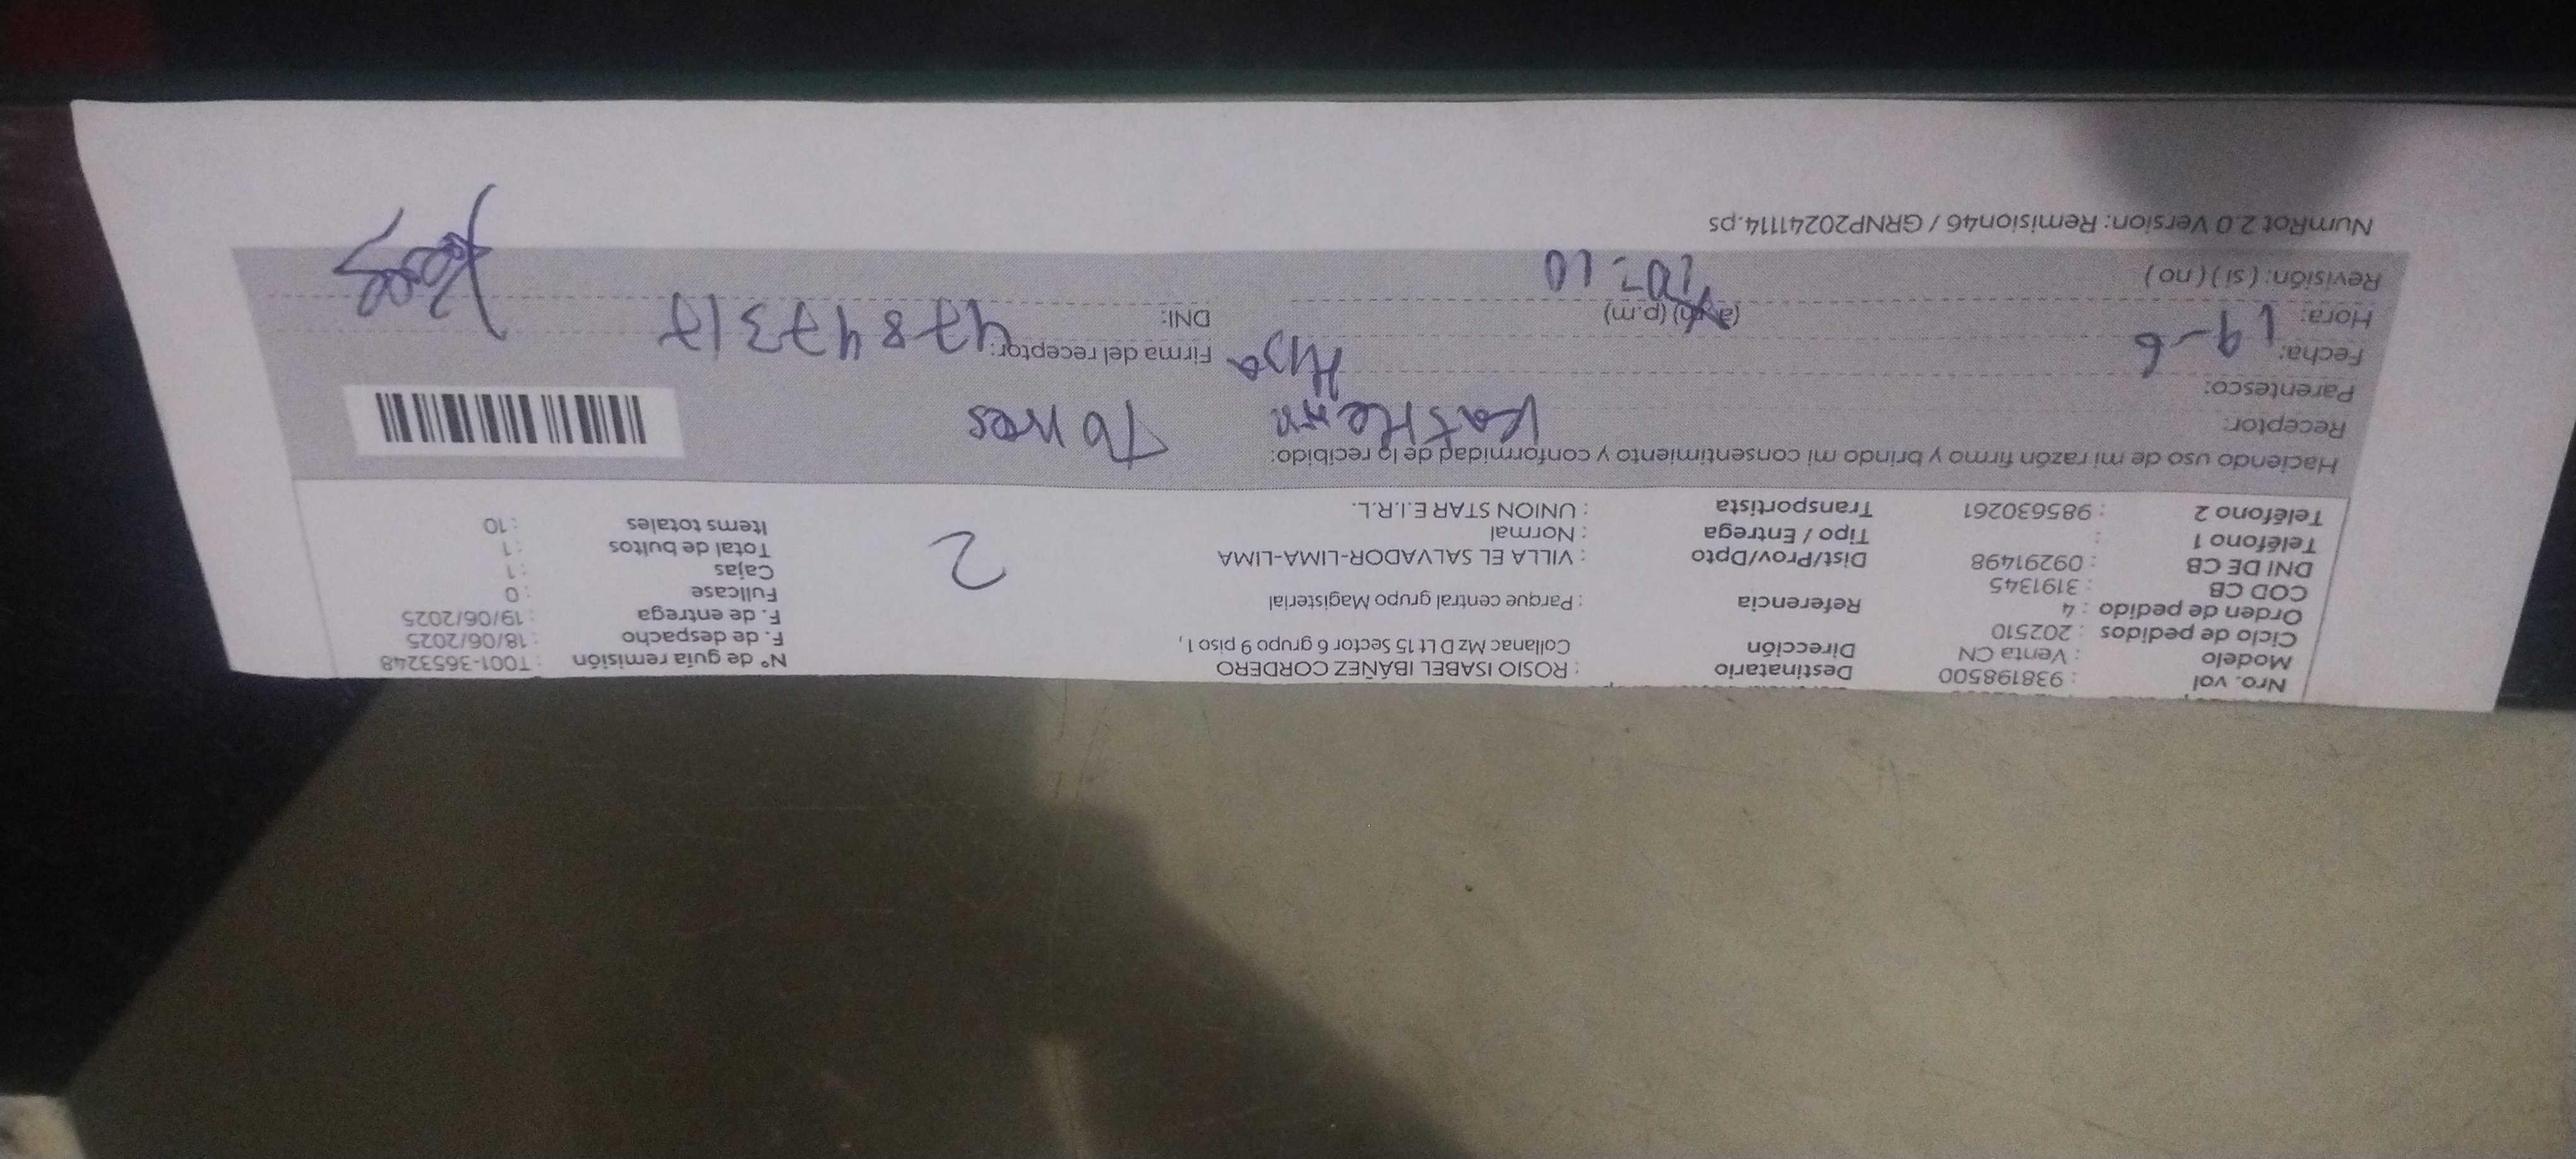 Nro. vol : 938198500
Modelo : Venta CN
Ciclo de pedidos : 202510
Orden de pedido : 4
COD CB : 3191345
DNI DE CB : 09291498
Teléfono 1 :
Teléfono 2 : 985630261
Destinatario : ROSIO ISABEL IBÁÑEZ CORDERO
Dirección Collanac Mz D Lt 15 Sector 6 grupo 9 piso 1,
Referencia : Parque central grupo Magisterial
Dist/Prov/Dpto : VILLA EL SALVADOR-LIMA-LIMA
Tipo / Entrega : Normal
Transportista : UNION STAR E.I.R.L.
2
N° de guía remisión : T001-3653248
F. de despacho : 18/06/2025
F. de entrega : 19/06/2025
Fullcase : 0
Cajas : 1
Total de bultos : 1
Items totales : 10
Haciendo uso de mi razón firmo y brindo mi consentimiento y conformidad de lo recibido:
Receptor: Torres
Parentesco: Hija
Fecha: 19-6
Firma del receptor:
Hora: (a.m) (p.m) 10:10
DNI: 47847317
Revisión: ( si ) ( no )
NumRot 2.0 Version: Remision46 / GRNP20241114.ps